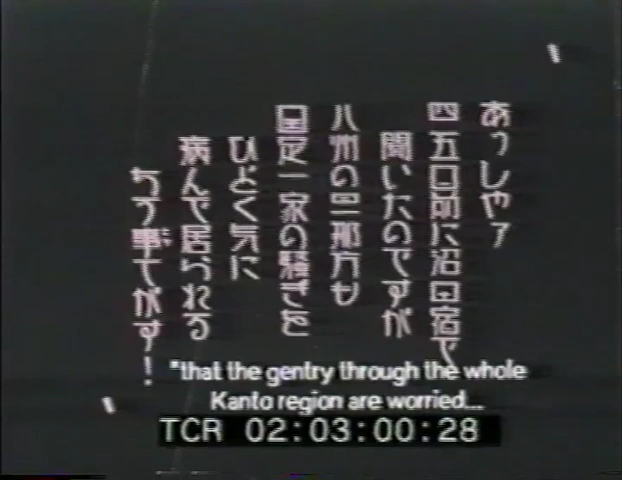 あっしやァ
四五日前に沼田宿で
聞いたのですが
八州の旦那方も
国定一家の騒ぎを
ひどく気に
病んで居られる
ちう事でがす!
"that the gentry through the whole
Kanto region are worried...
TCR 02:03:00:28